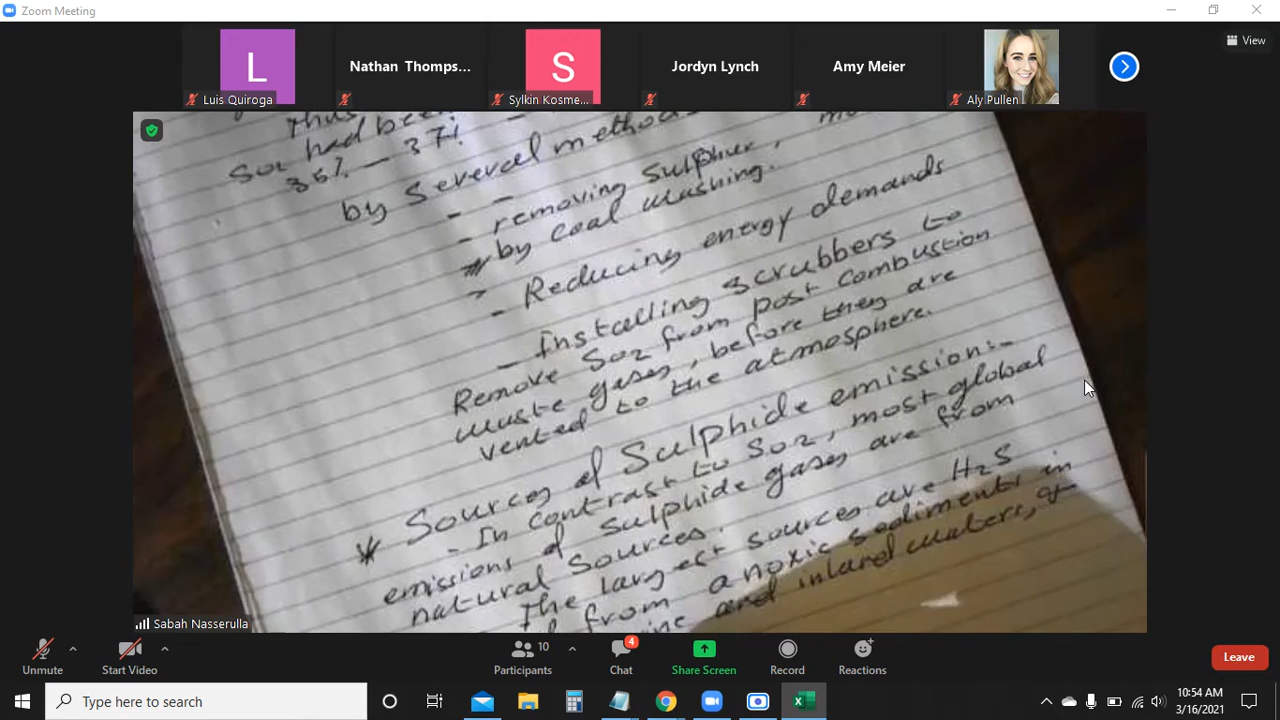 Zoom Meeting
View
L
Luis Quiroga
Nathan Thomps...
S
Sylkin Kosme...
Jordyn Lynch
Amy Meier
Aly Pullen
Thus
SO2 had been
36% - 37%
by Several methods
- removing sulphur,
by coal washing.
- Reducing energy demands
- Installing scrubbers to
Remove SO2 from post combustion
waste gases, before they are
vented to the atmosphere.
* Sources of Sulphide emission:-
- In contrast to SO2, most global
emissions of Sulphide gases are from
natural sources.
The largest sources are H2S
from anoxic sediments in
and inland waters, of
Sabah Nasserulla
Unmute
Start Video
Participants
10
Chat
4
Share Screen
Record
Reactions
Leave
Type here to search
10:54 AM
3/16/2021